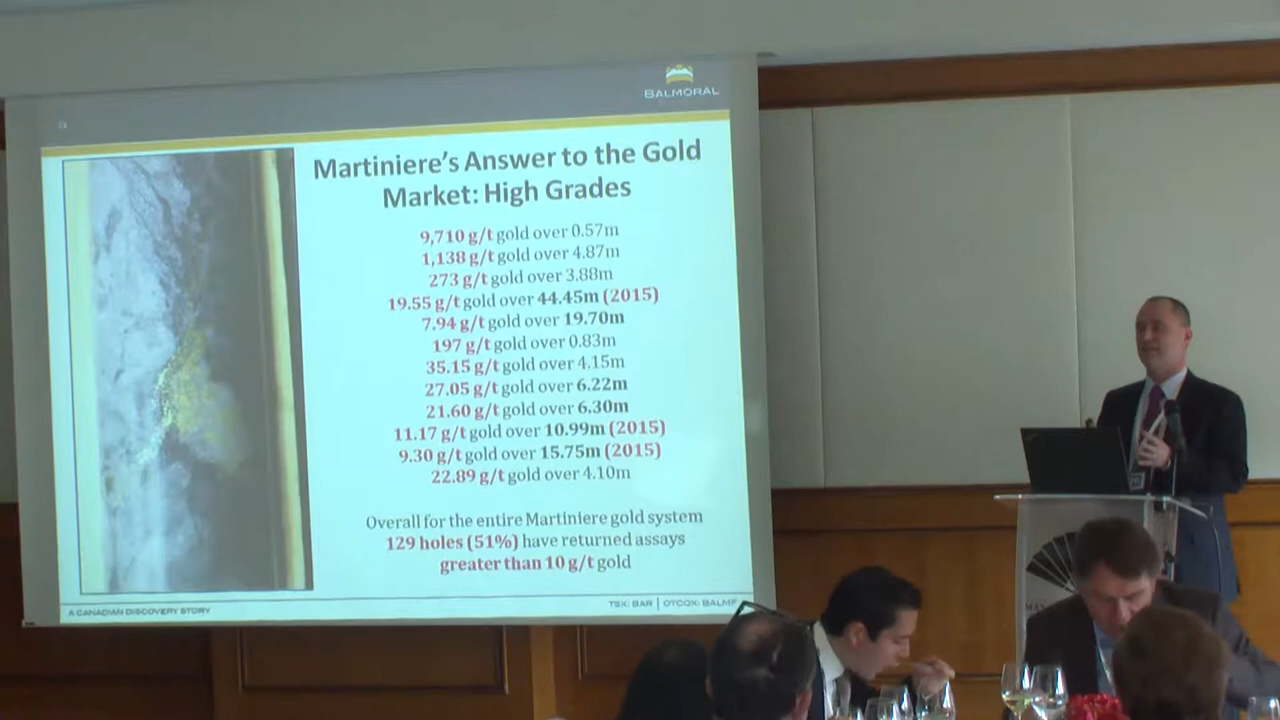 BALMORAL
Martiniere's Answer to the Gold
Market: High Grades
9,710 g/t gold over 0.57m
1,138 g/t gold over 4.87m
273 g/t gold over 3.88m
19.55 g/t gold over 44.45m (2015)
7.94 g/t gold over 19.70m
197 g/t gold over 0.83m
35.15 g/t gold over 4.15m
27.05 g/t gold over 6.22m
21.60 g/t gold over 6.30m
11.17 g/t gold over 10.99m (2015)
9.30 g/t gold over 15.75m (2015)
22.89 g/t gold over 4.10m
Overall for the entire Martiniere gold system
129 holes (51%) have returned assays
greater than 10 g/t gold
A CANADIAN DISCOVERY STORY
TSX: BAR | OTCQX: BALMF